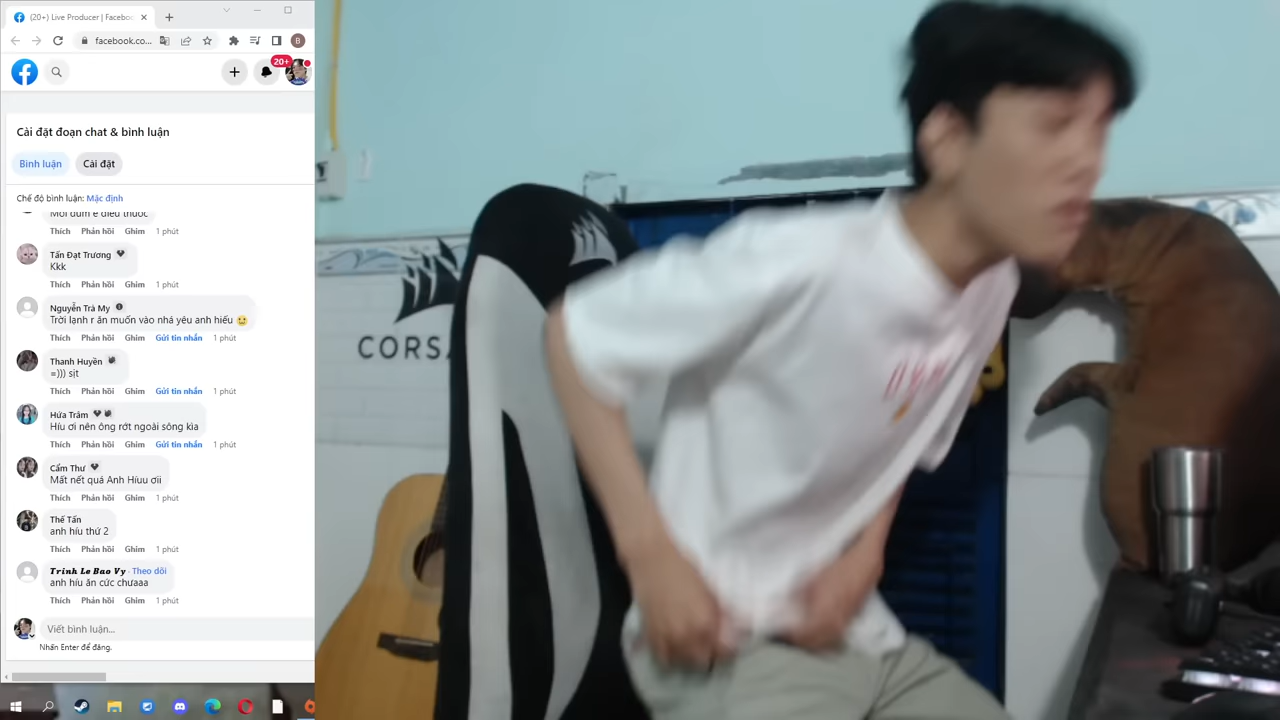 (20+) Live Producer | Facebo
facebook.co...
20+
Cài đặt đoạn chat & bình luận
Bình luận
Cài đặt
Chế độ bình luận: Mặc định
Thích Phản hồi Ghim 1 phút
Tấn Đạt Trương
Kkk
Thích Phản hồi Ghim 1 phút
Nguyễn Trà My
Trời lạnh r ăn muốn vào nhá yêu anh hiếu
Thích Phản hồi Ghim Gửi tin nhắn 1 phút
Thanh Huyền
=))) sịt
Thích Phản hồi Ghim Gửi tin nhắn 1 phút
Hứa Trâm
Híu ơi nên ông rớt ngoài sông kìa
Thích Phản hồi Ghim Gửi tin nhắn 1 phút
Cẩm Thư
Mất nết quá Anh Híuu ơii
Thích Phản hồi Ghim 1 phút
Thế Tấn
anh híu thứ 2
Thích Phản hồi Ghim 1 phút
Trinh Le Bao Vy · Theo dõi
anh híu ăn cức chưaaa
Thích Phản hồi Ghim 1 phút
Viết bình luận...
Nhấn Enter để đăng.
CORSA